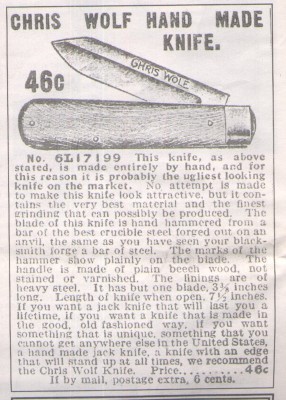 CHRIS WOLF HAND MADE
KNIFE.
46c
CHRIS WOLF.
No. 6L17199 This knife, as above
stated, is made entirely by hand, and for
this reason it is probably the ugliest looking
knife on the market. No attempt is made
to make this knife look attractive, but it con-
tains the very best material and the finest
grinding that can possibly be produced. The
blade of this knife is hand hammered from a
bar of the best crucible steel forged out on an
anvil, the same as you have seen your black-
smith forge a bar of steel. The marks of the
hammer show plainly on the blade. The
handle is made of plain beech wood, not
stained or varnished. The linings are of
heavy steel. It has but one blade, 3¾ inches
long. Length of knife when open, 7½ inches.
If you want a jack knife that will last you a
lifetime, if you want a knife that is made in
the good, old fashioned way, if you want
something that is unique, something that you
cannot get anywhere else in the United States,
a hand made jack knife, a knife with an edge
that will stand up at all times, we recommend
the Chris Wolf Knife. Price......46c
If by mail, postage extra, 6 cents.